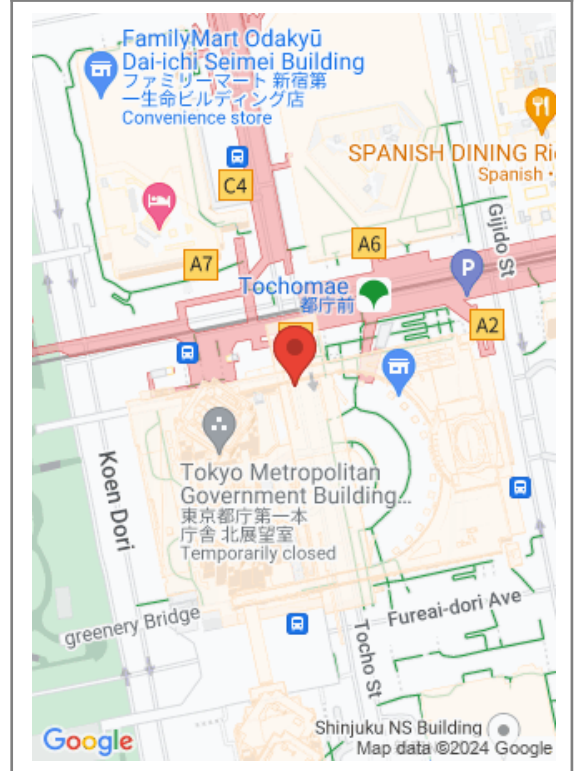 FamilyMart Odakyū
Dai-ichi Seimei Building
ファミリーマート 新宿第
一生命ビルディング店
Convenience store
SPANISH DINING
Spanish
C4
Gijido St
A6
A7
P
Tochomae
都庁前
A2
Koen Dori
Tokyo Metropolitan
Government Building...
東京都庁第一本
庁舎 北展望室
Temporarily closed
greenery Bridge
Fureai-dori Ave
Tocho St
Shinjuku NS Building
Google
Map data ©2024 Google